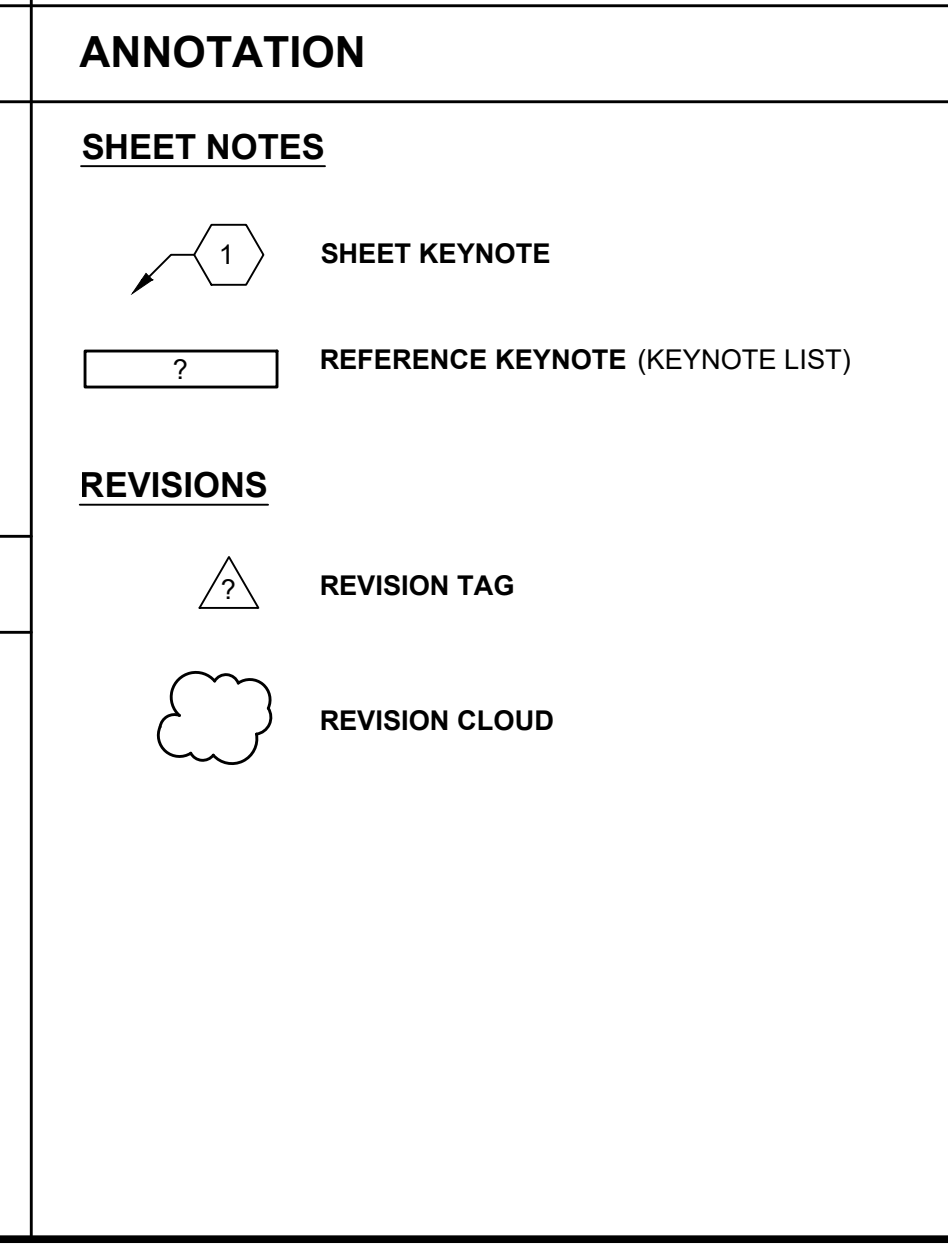 ANNOTATION
SHEET NOTES
1 SHEET KEYNOTE
? REFERENCE KEYNOTE (KEYNOTE LIST)
REVISIONS
? REVISION TAG
REVISION CLOUD